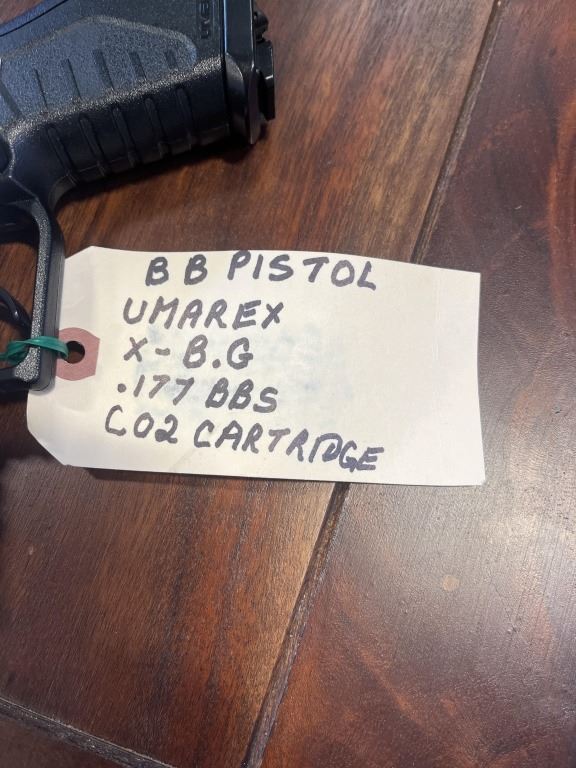 BB PISTOL
UMAREX
X-B.G
.177 BBS
CO2 CARTRIDGE